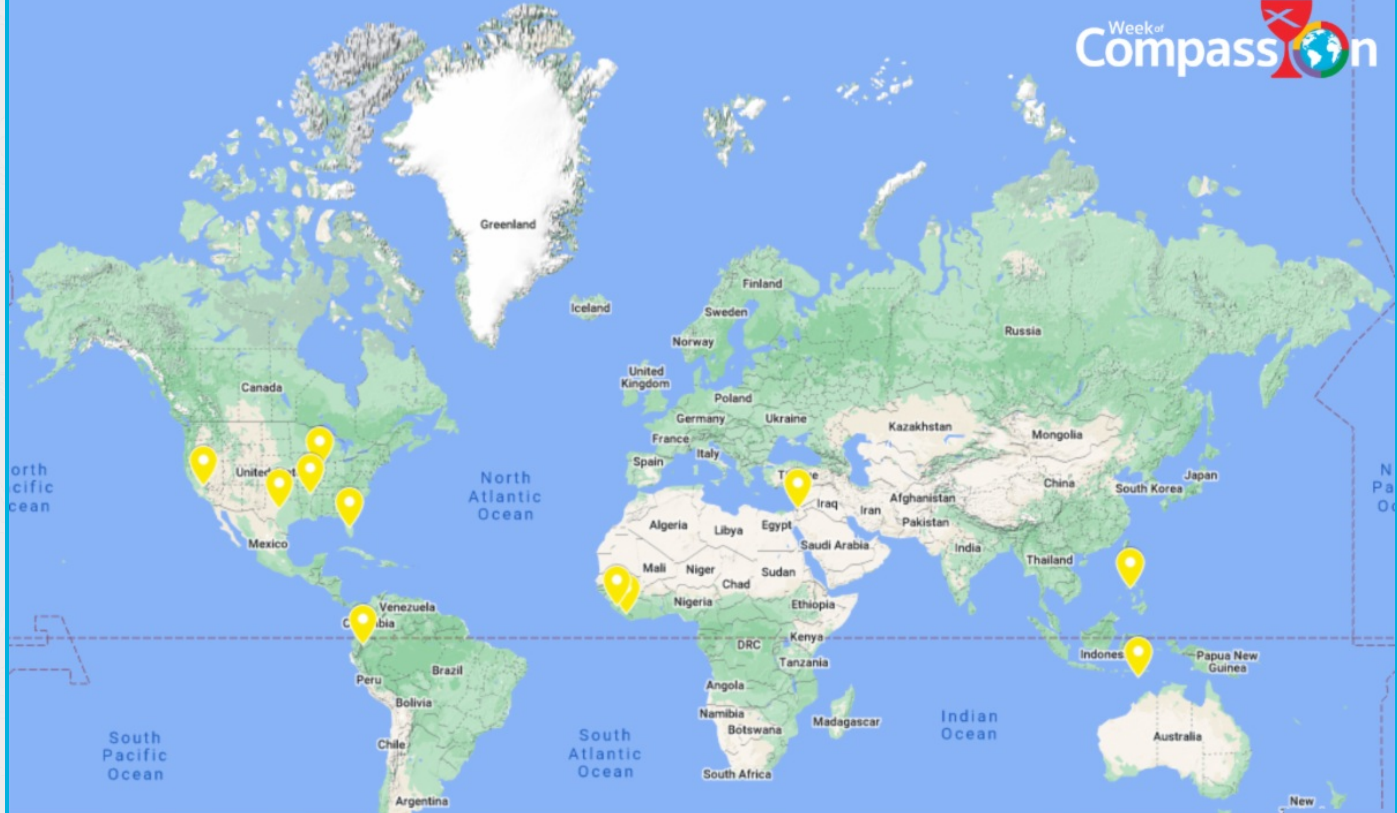 Week of
Compassion
Greenland
Finland
Iceland
Sweden
Russia
Norway
United
Kingdom
Canada
Poland
Germany
Ukraine
Kazakhstan
Mongolia
France
Italy
Spain
Japan
China
South Korea
North
Atlantic
Ocean
Afghanistan
Iraq
Iran
Pakistan
Algeria
Libya
Egypt
Saudi Arabia
Mexico
India
Thailand
Mali
Niger
Sudan
Chad
Nigeria
Ethiopia
Venezuela
DRC
Kenya
Tanzania
Papua New
Guinea
Brazil
Peru
Angola
Bolivia
Namibia
Botswana
Madagascar
Indian
Ocean
South
Pacific
Ocean
South
Atlantic
Ocean
Chile
Australia
South Africa
Argentina
New